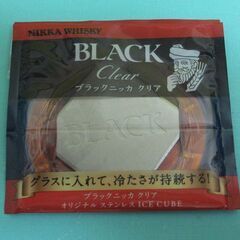 NIKKA WHISKY
BLACK
Clear
ブラックニッカ クリア
BLACK
グラスに入れて、冷たさが持続する!
ブラックニッカ クリア
オリジナル ステンレス ICE CUBE